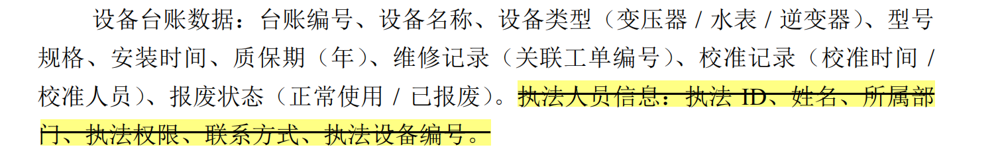 设备台账数据：台账编号、设备名称、设备类型（变压器 / 水表 / 逆变器）、型号
规格、安装时间、质保期（年）、维修记录（关联工单编号）、校准记录（校准时间 /
校准人员）、报废状态（正常使用 / 已报废）。执法人员信息：执法 ID、姓名、所属部
门、执法权限、联系方式、执法设备编号。